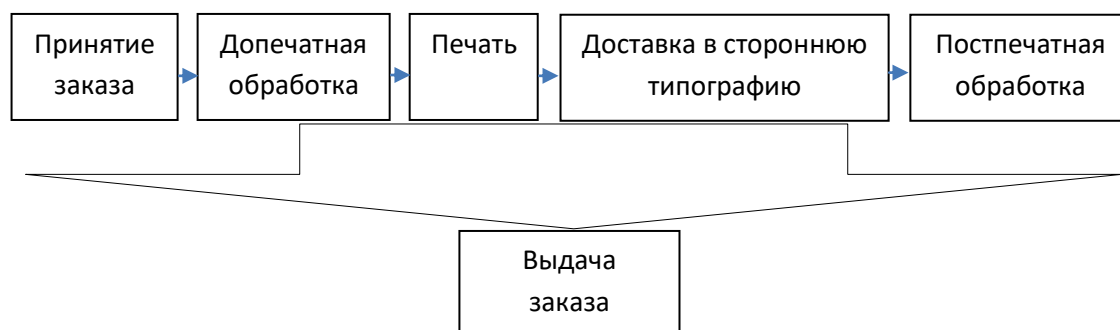 Принятие
заказа
Допечатная
обработка
Печать
Доставка в стороннюю
типографию
Постпечатная
обработка
Выдача
заказа